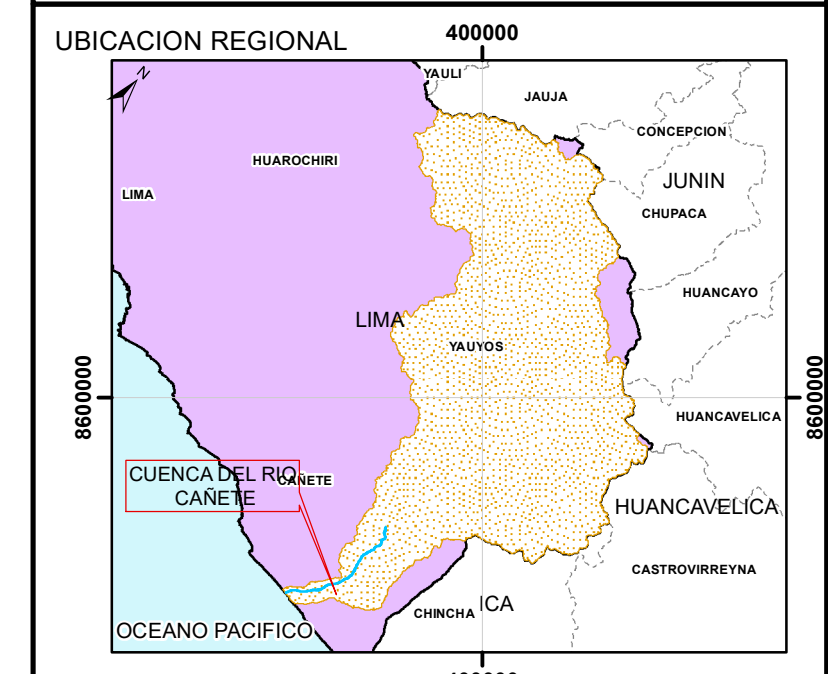 UBICACION REGIONAL
400000
N
YAULI
JAUJA
CONCEPCION
HUAROCHIRI
JUNIN
LIMA
CHUPACA
HUANCAYO
LIMA
YAUYOS
8600000
8600000
HUANCAVELICA
CUENCA DEL RIO
CAÑETE
CAÑETE
HUANCAVELICA
CASTROVIRREYNA
ICA
CHINCHA
OCEANO PACIFICO
400000